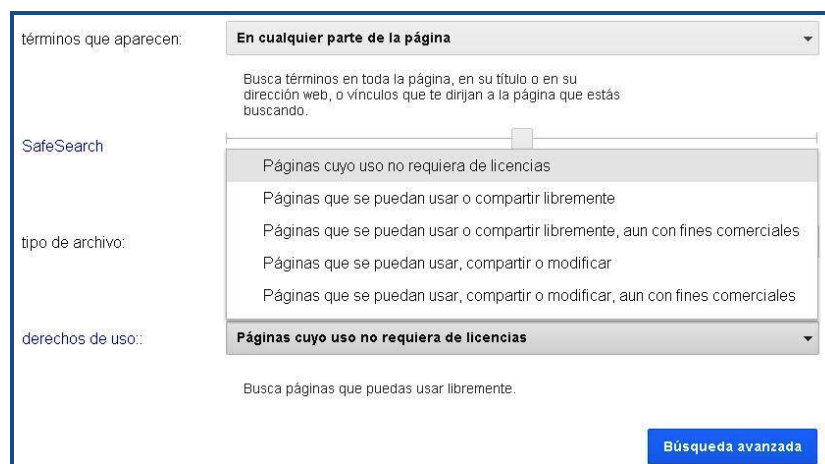 términos que aparecen:
En cualquier parte de la página
Busca términos en toda la página, en su título o en su
dirección web, o vínculos que te dirijan a la página que estás
buscando.
SafeSearch
Páginas cuyo uso no requiera de licencias
Páginas que se puedan usar o compartir libremente
Páginas que se puedan usar o compartir libremente, aun con fines comerciales
tipo de archivo:
Páginas que se puedan usar, compartir o modificar
Páginas que se puedan usar, compartir o modificar, aun con fines comerciales
derechos de uso::
Páginas cuyo uso no requiera de licencias
Busca páginas que puedas usar libremente.
Búsqueda avanzada